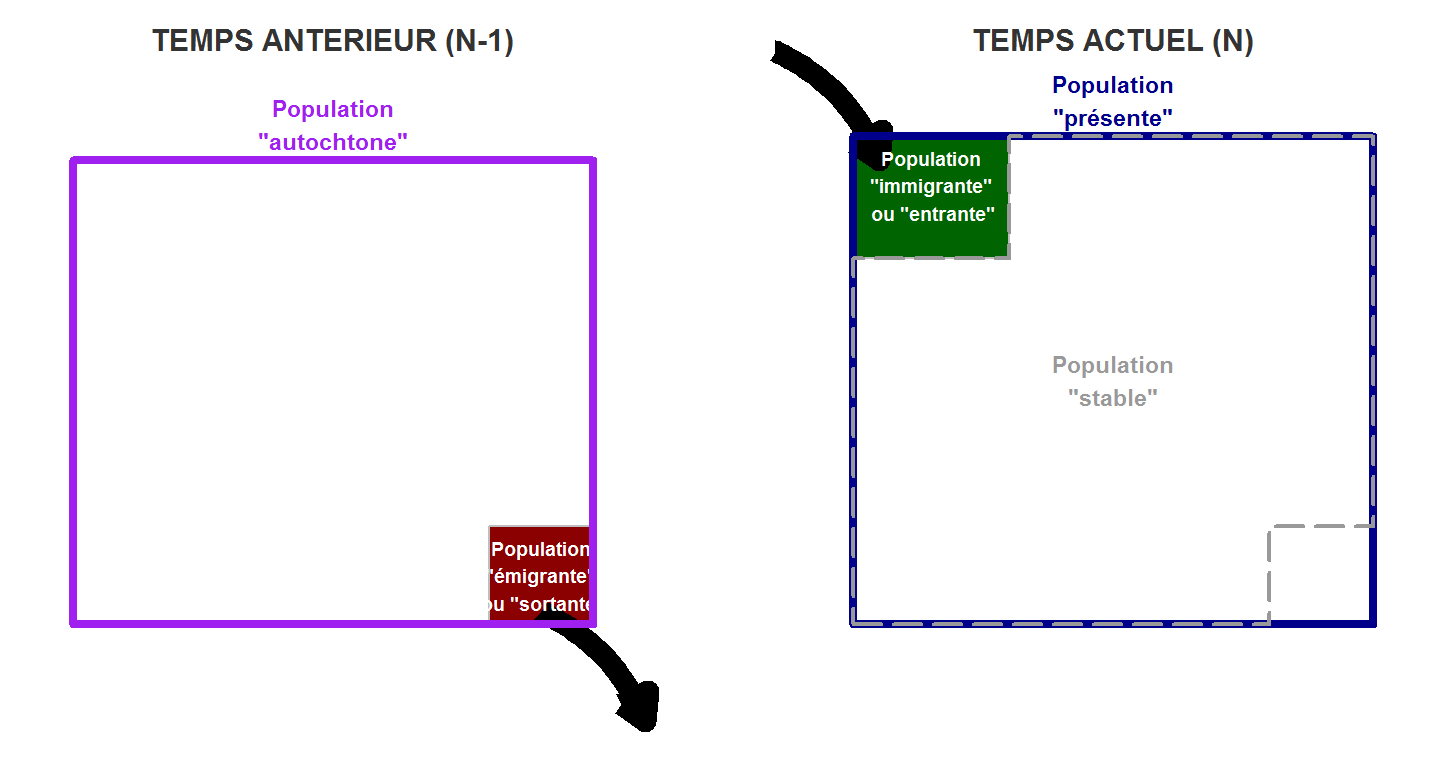 TEMPS ANTERIEUR (N-1)
Population
"autochtone"
Population
"émigrante"
ou "sortante
TEMPS ACTUEL (N)
Population
"présente"
Population
"immigrante"
ou "entrante"
Population
"stable"